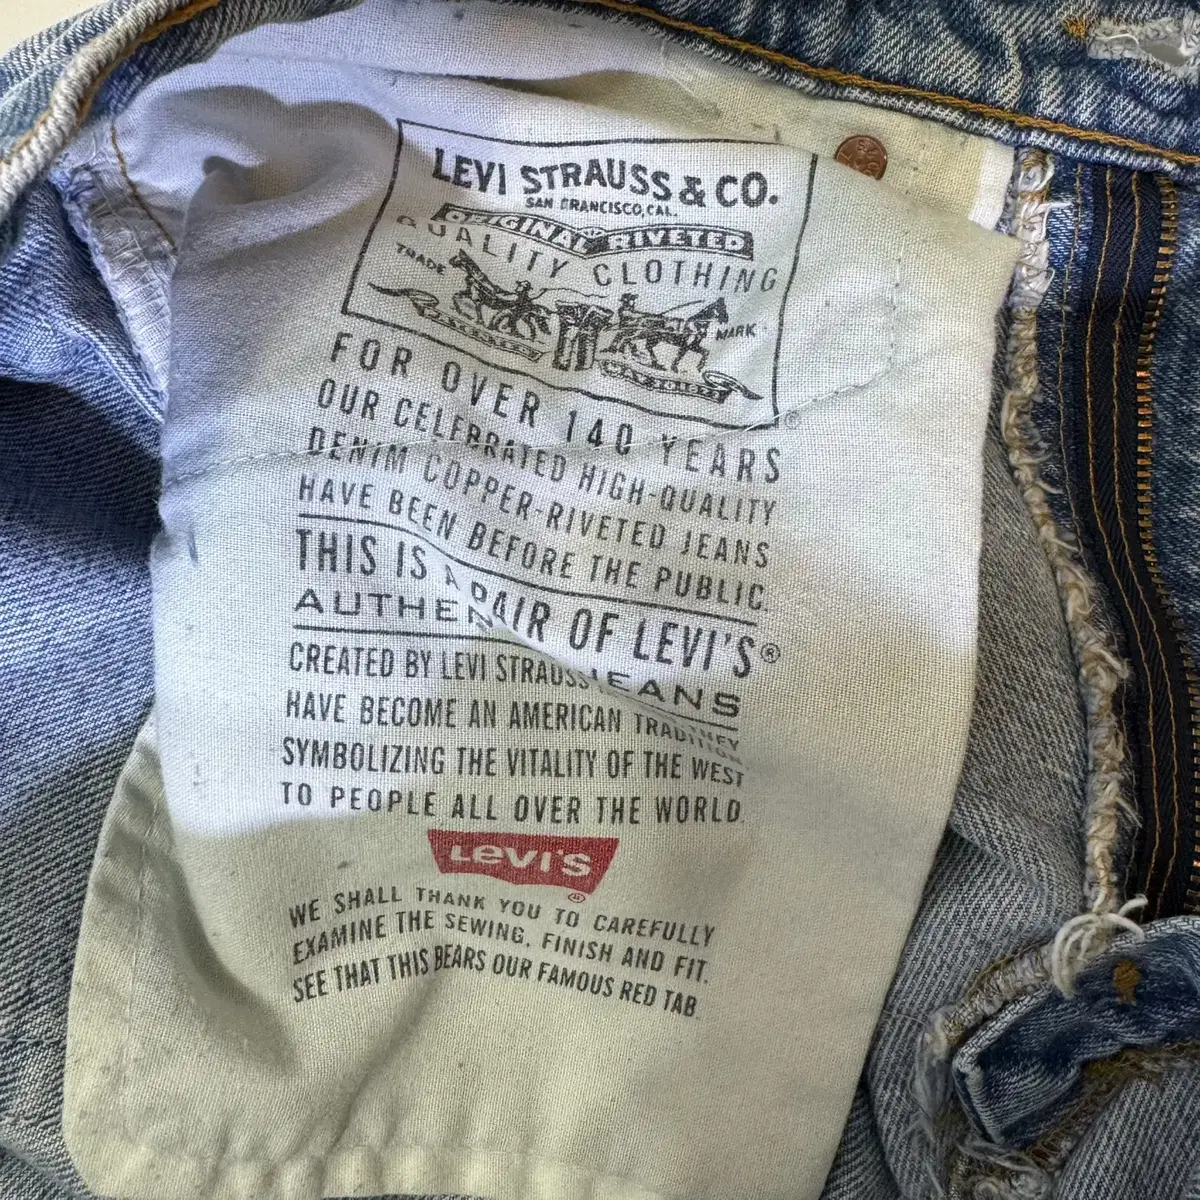 LEVI STRAUSS & CO.
SAN FRANCISCO, CAL.
ORIGINAL RIVETED
QUALITY CLOTHING
TRADE MARK
FOR OVER 140 YEARS
OUR CELEBRATED HIGH-QUALITY
DENIM COPPER-RIVETED JEANS
HAVE BEEN BEFORE THE PUBLIC.
THIS IS A PAIR OF LEVI'S®
JEANS
CREATED BY LEVI STRAUSS
HAVE BECOME AN AMERICAN TRADITION
SYMBOLIZING THE VITALITY OF THE WEST
TO PEOPLE ALL OVER THE WORLD.
LEVI'S
®
WE SHALL THANK YOU TO CAREFULLY
EXAMINE THE SEWING, FINISH AND FIT.
SEE THAT THIS BEARS OUR FAMOUS RED TAB